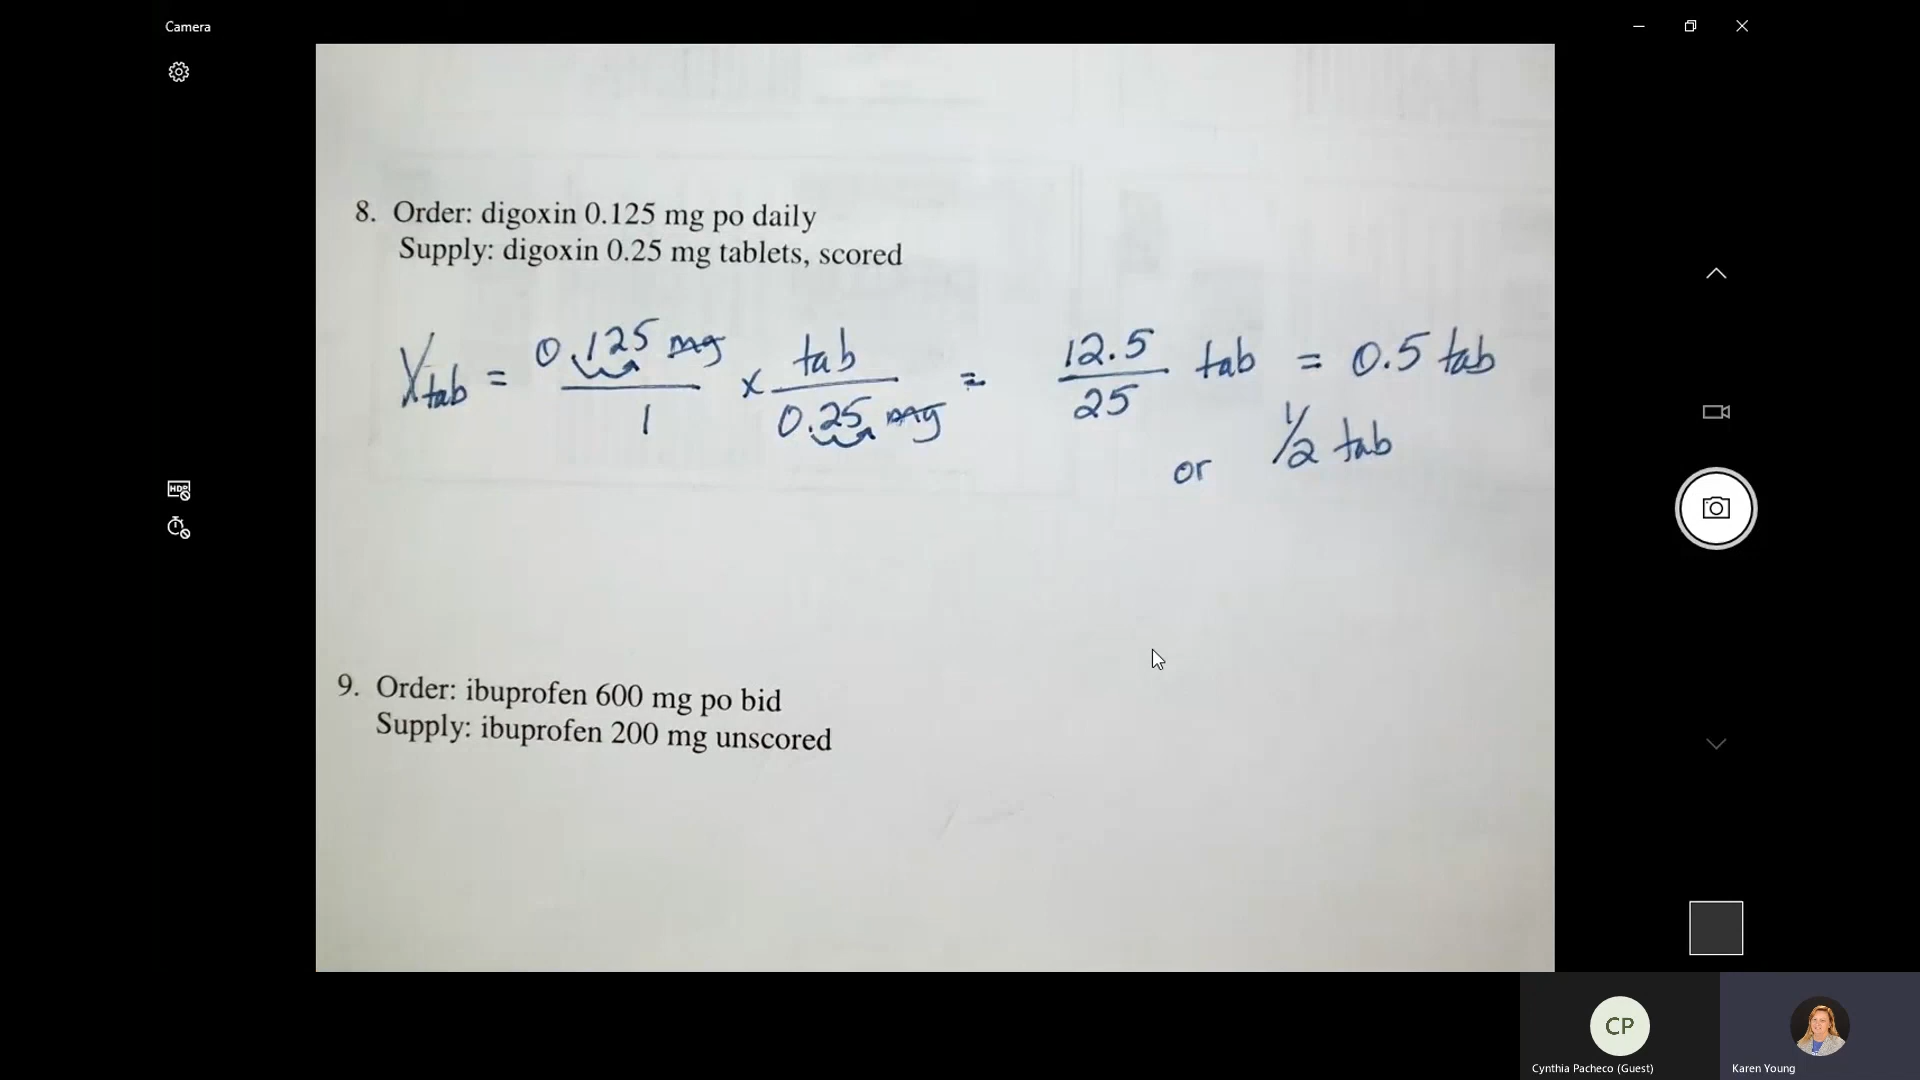 Camera
8. Order: digoxin 0.125 mg po daily
Supply: digoxin 0.25 mg tablets, scored
X tab = 0.125 mg / 1 x tab / 0.25 mg = 12.5 / 25 tab = 0.5 tab
or 1/2 tab
9. Order: ibuprofen 600 mg po bid
Supply: ibuprofen 200 mg unscored
HDR
CP
Cynthia Pacheco (Guest)
Karen Young